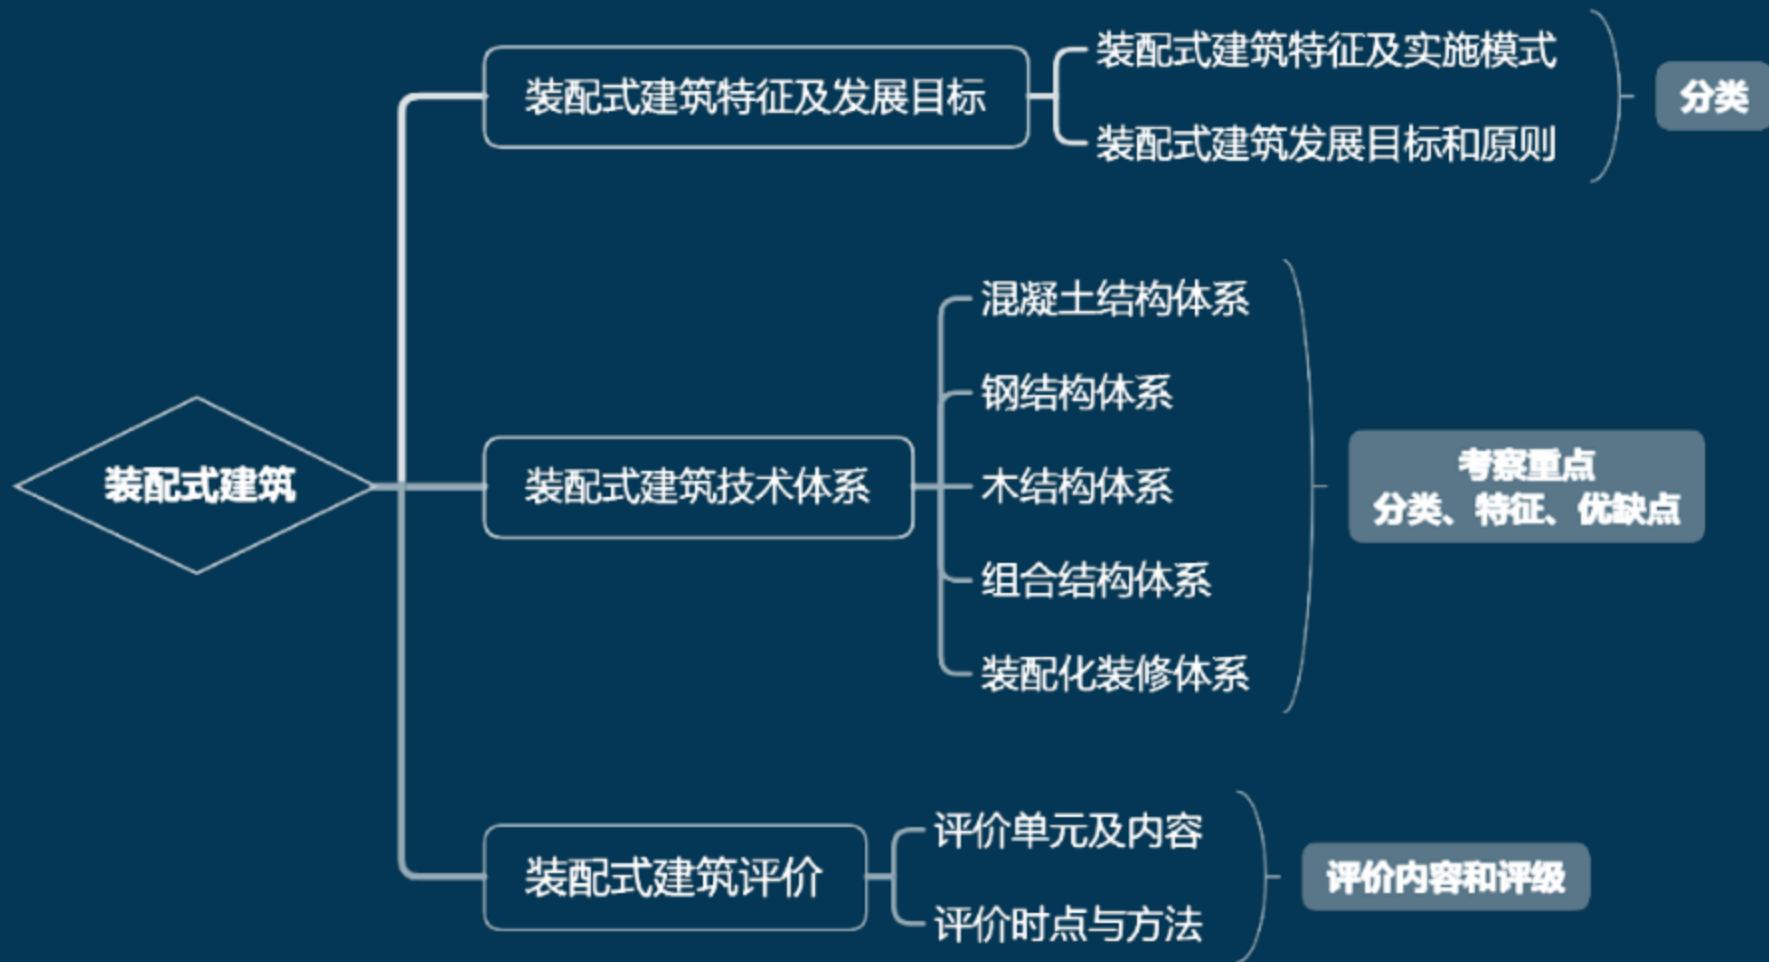 装配式建筑
装配式建筑特征及发展目标
装配式建筑特征及实施模式
装配式建筑发展目标和原则
分类
装配式建筑技术体系
混凝土结构体系
钢结构体系
木结构体系
组合结构体系
装配化装修体系
考察重点
分类、特征、优缺点
装配式建筑评价
评价单元及内容
评价时点与方法
评价内容和评级